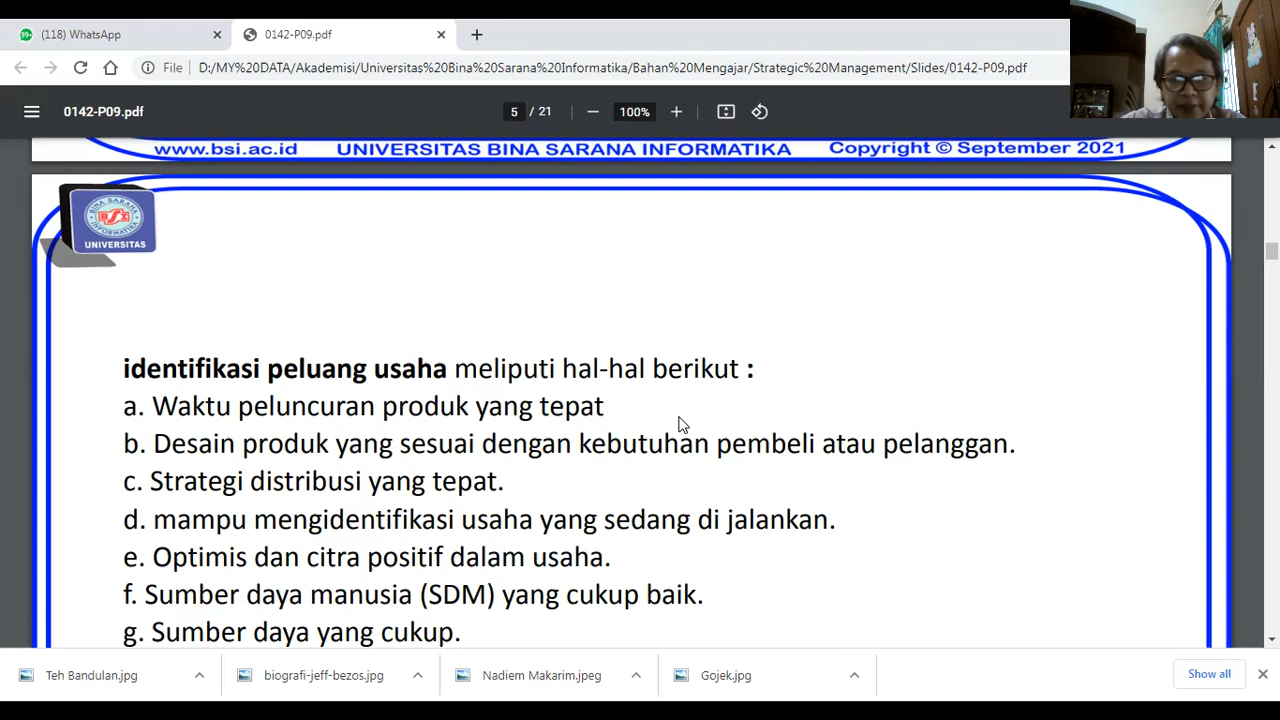 99+ (118) WhatsApp
0142-P09.pdf
File D:/MY%20DATA/Akademisi/Universitas%20Bina%20Sarana%20Informatika/Bahan%20Mengajar/Strategic%20Management/Slides/0142-P09.pdf
0142-P09.pdf 5 / 21 100%
www.bsi.ac.id UNIVERSITAS BINA SARANA INFORMATIKA Copyright © September 2021
BINA SARANA
BSI
INFORMATIKA
UNIVERSITAS
identifikasi peluang usaha meliputi hal-hal berikut :
a. Waktu peluncuran produk yang tepat
b. Desain produk yang sesuai dengan kebutuhan pembeli atau pelanggan.
c. Strategi distribusi yang tepat.
d. mampu mengidentifikasi usaha yang sedang di jalankan.
e. Optimis dan citra positif dalam usaha.
f. Sumber daya manusia (SDM) yang cukup baik.
g. Sumber daya yang cukup.
Teh Bandulan.jpg biografi-jeff-bezos.jpg Nadiem Makarim.jpeg Gojek.jpg Show all